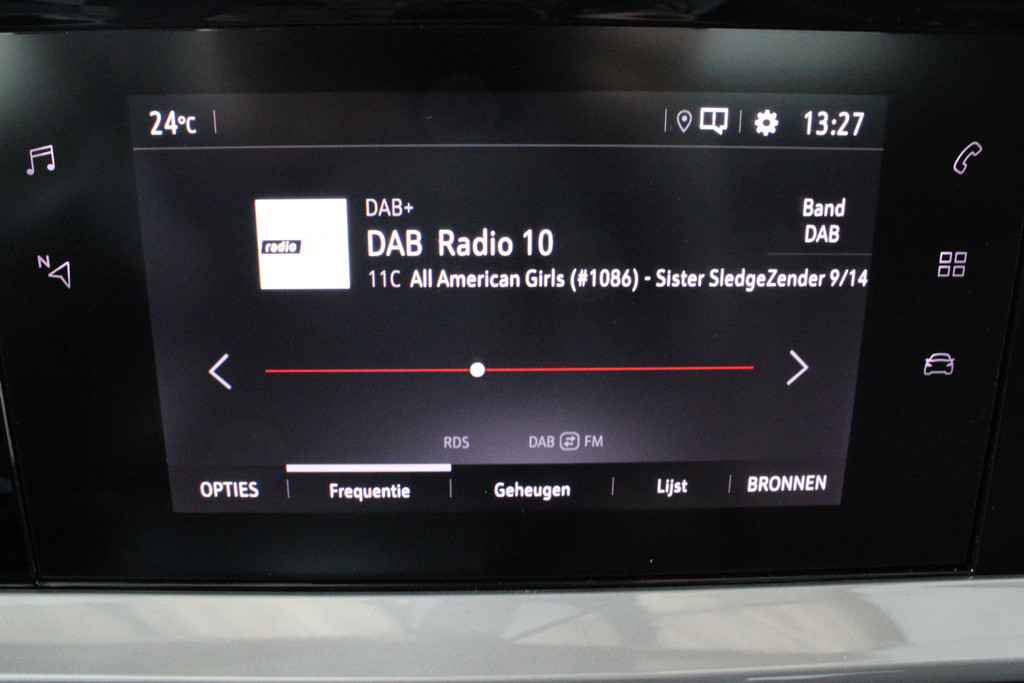 24°C
13:27
N
radio
DAB+
DAB Radio 10
11C All American Girls (#1086) - Sister SledgeZender 9/14
Band
DAB
RDS
DAB FM
OPTIES
Frequentie
Geheugen
Lijst
BRONNEN